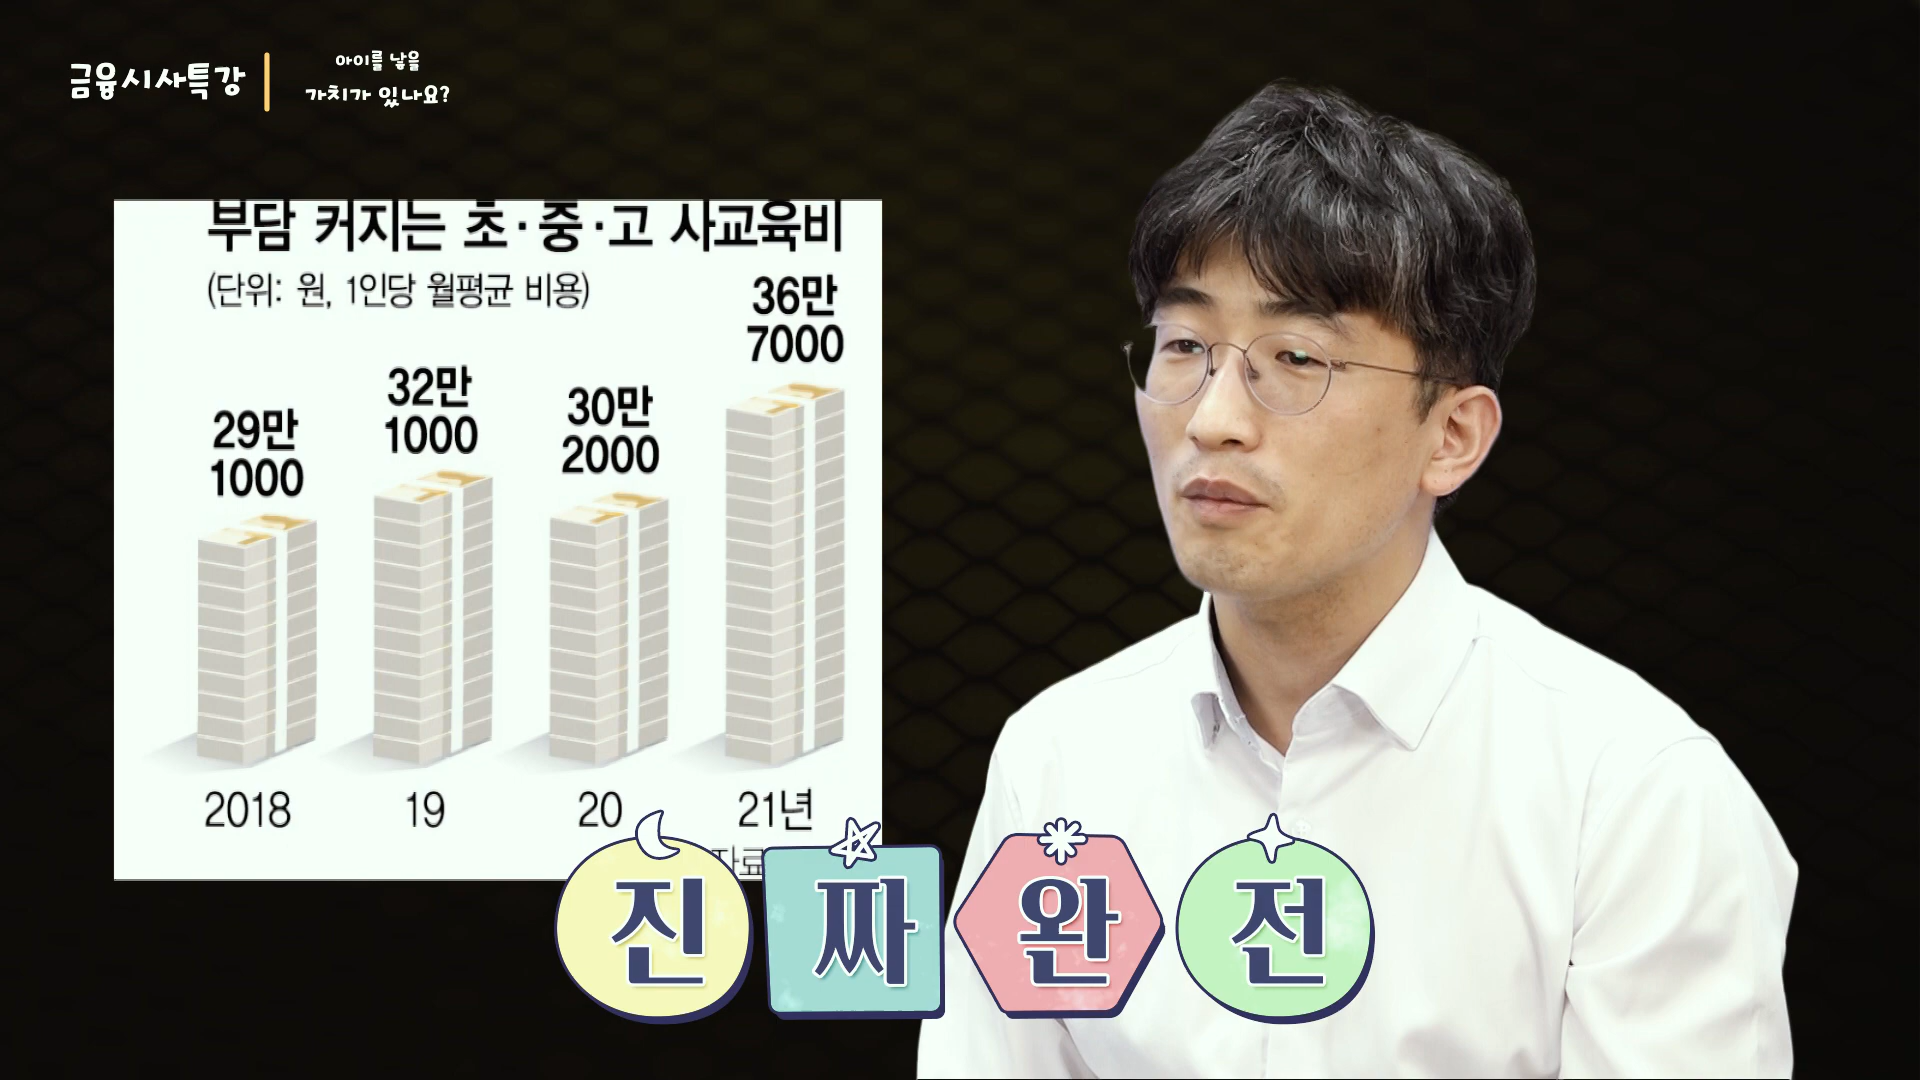 금융시사특강
아이를 낳을
가치가 있나요?
부담 커지는 초·중·고 사교육비
(단위: 원, 1인당 월평균 비용)
29만
1000
32만
1000
30만
2000
36만
7000
2018
19
20
21년
자료
진짜완전